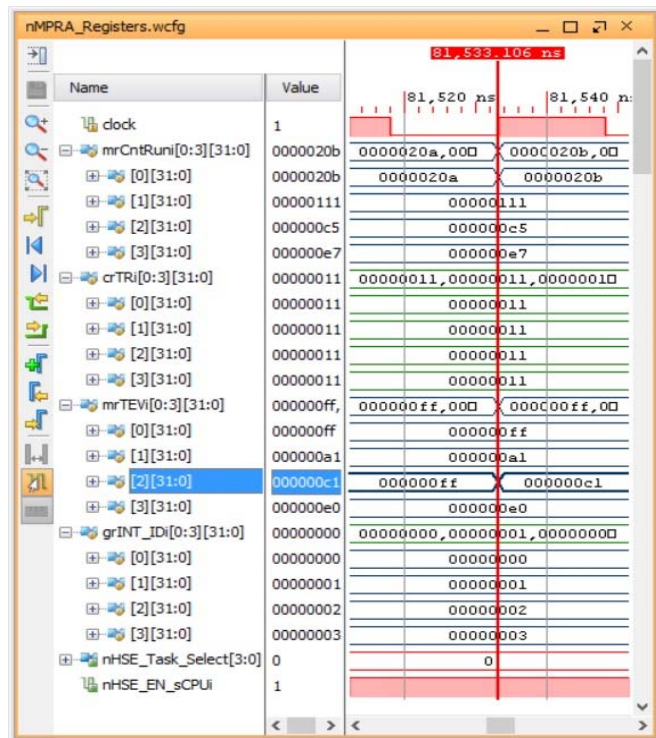 nMPRA_Registers.wcfg
81,533.106 ns
Name Value 81,520 ns 81,540 n
clock 1
mrCntRuni[0:3][31:0] 0000020b 0000020a,00 0000020b,0
[0][31:0] 0000020b 0000020a 0000020b
[1][31:0] 00000111 00000111
[2][31:0] 000000c5 000000c5
[3][31:0] 000000e7 000000e7
crTRi[0:3][31:0] 00000011 00000011,00000011,0000001
[0][31:0] 00000011 00000011
[1][31:0] 00000011 00000011
[2][31:0] 00000011 00000011
[3][31:0] 00000011 00000011
mrTEVi[0:3][31:0] 000000ff, 000000ff,00 000000ff,0
[0][31:0] 000000ff 000000ff
[1][31:0] 000000a1 000000a1
[2][31:0] 000000c1 000000ff 000000c1
[3][31:0] 000000e0 000000e0
grINT_IDi[0:3][31:0] 00000000 00000000,00000001,0000000
[0][31:0] 00000000 00000000
[1][31:0] 00000001 00000001
[2][31:0] 00000002 00000002
[3][31:0] 00000003 00000003
nHSE_Task_Select[3:0] 0 0
nHSE_EN_sCPUi 1